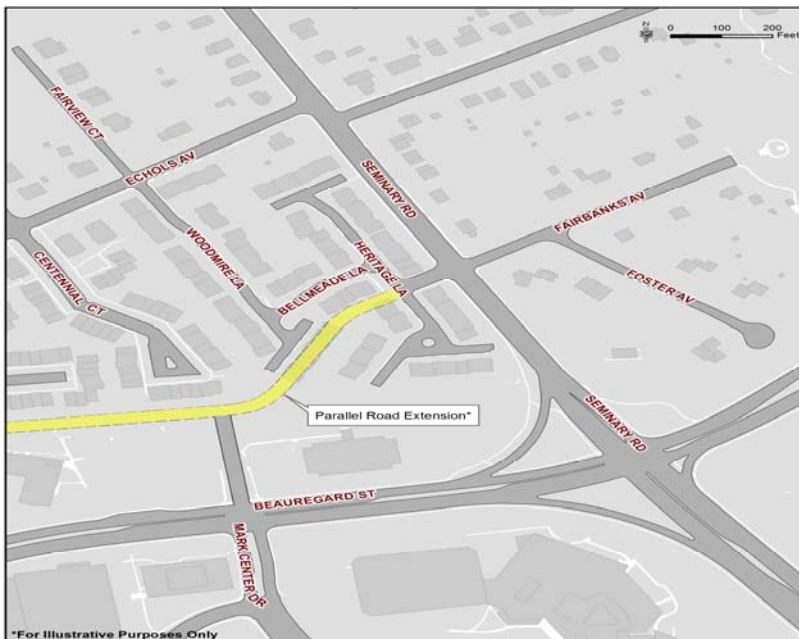 0 100 200
Feet
FAIRVIEW CT
ECHOLS AV
SEMINARY RD
FAIRBANKS AV
WOODMIRE LA
HERITAGE LA
BELLMEADE LA
FOSTER AV
CENTENNIAL CT
Parallel Road Extension*
SEMINARY RD
BEAUREGARD ST
MARK CENTER DR
*For Illustrative Purposes Only